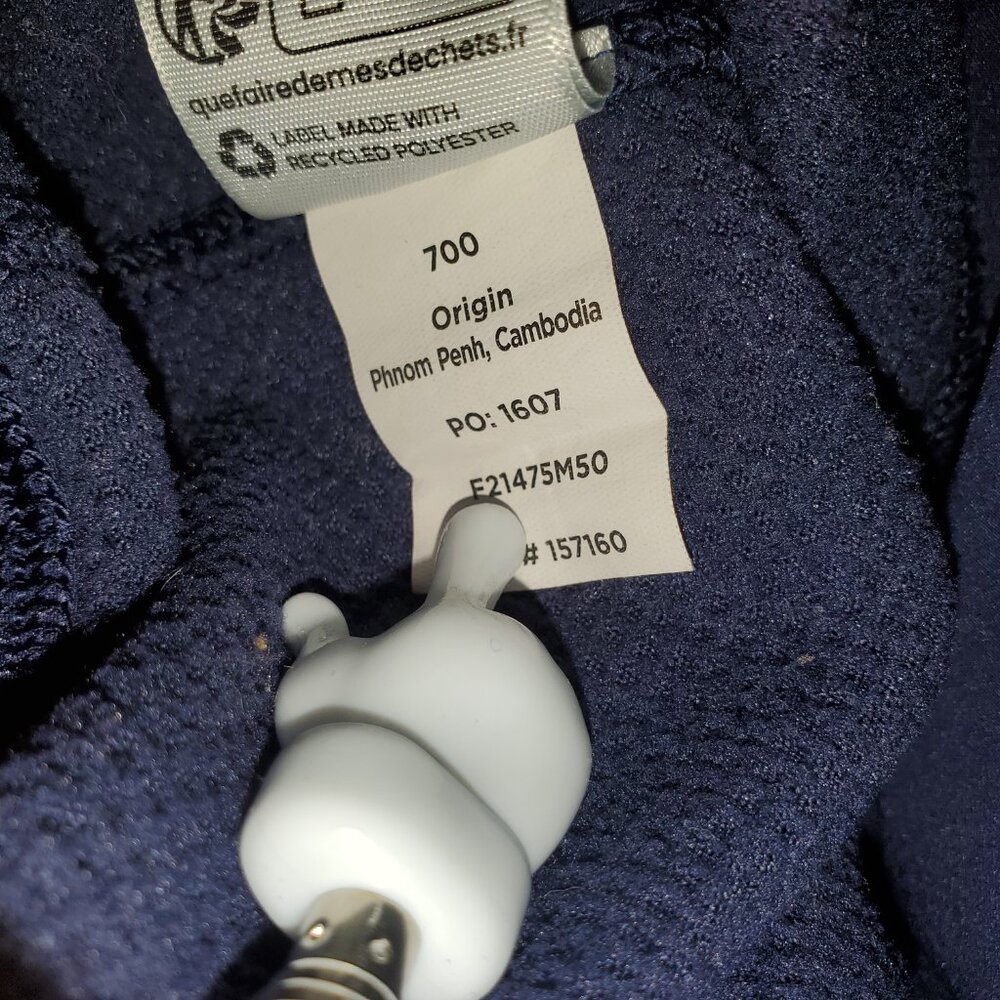 quefairedemesdechets.fr
LABEL MADE WITH
RECYCLED POLYESTER
700
Origin
Phnom Penh, Cambodia
PO: 1607
F21475M50
# 157160